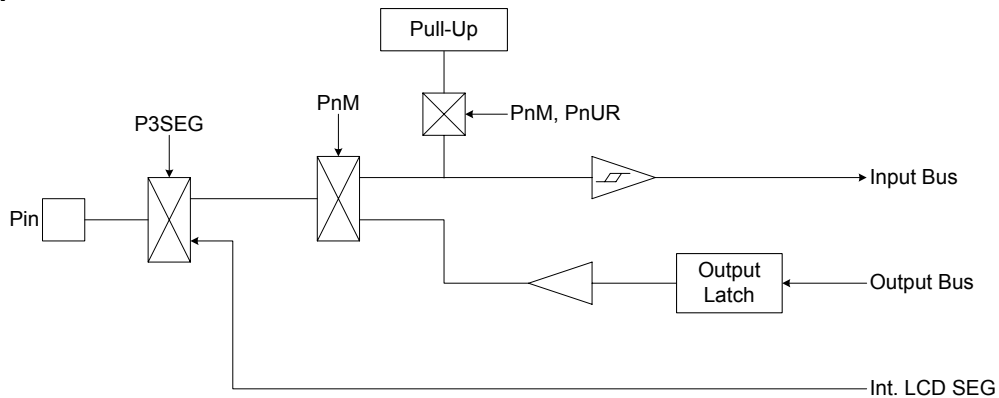 Pull-Up
PnM
PnM, PnUR
P3SEG
Input Bus
Pin
Output
Latch
Output Bus
Int. LCD SEG